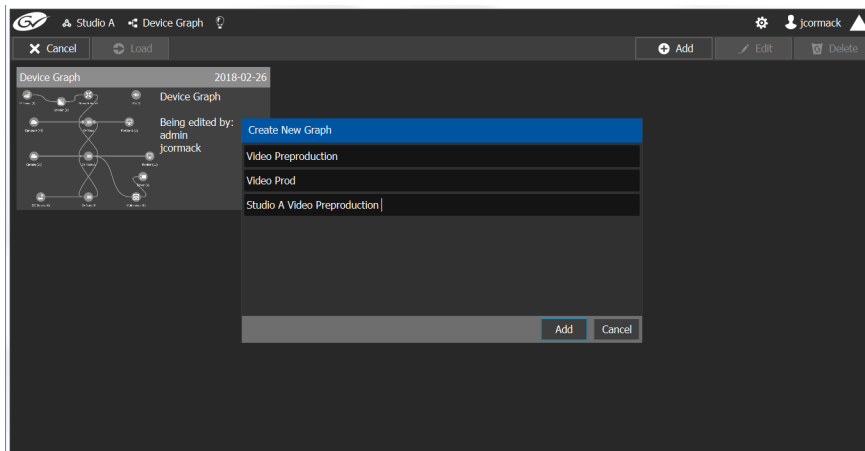 Studio A Device Graph jcormack
Cancel Load Add Edit Delete
Device Graph 2018-02-26
Device Graph
Being edited by:
admin
jcormack
Create New Graph
Video Preproduction
Video Prod
Studio A Video Preproduction
Add Cancel